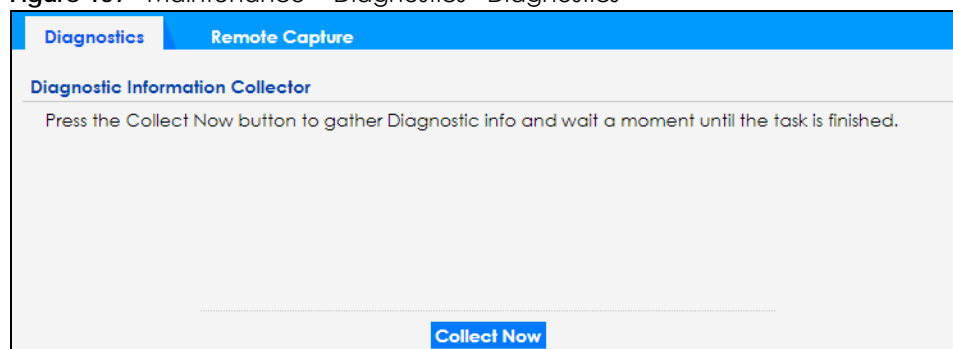 Diagnostics Remote Capture
Diagnostic Information Collector
Press the Collect Now button to gather Diagnostic info and wait a moment until the task is finished.
Collect Now